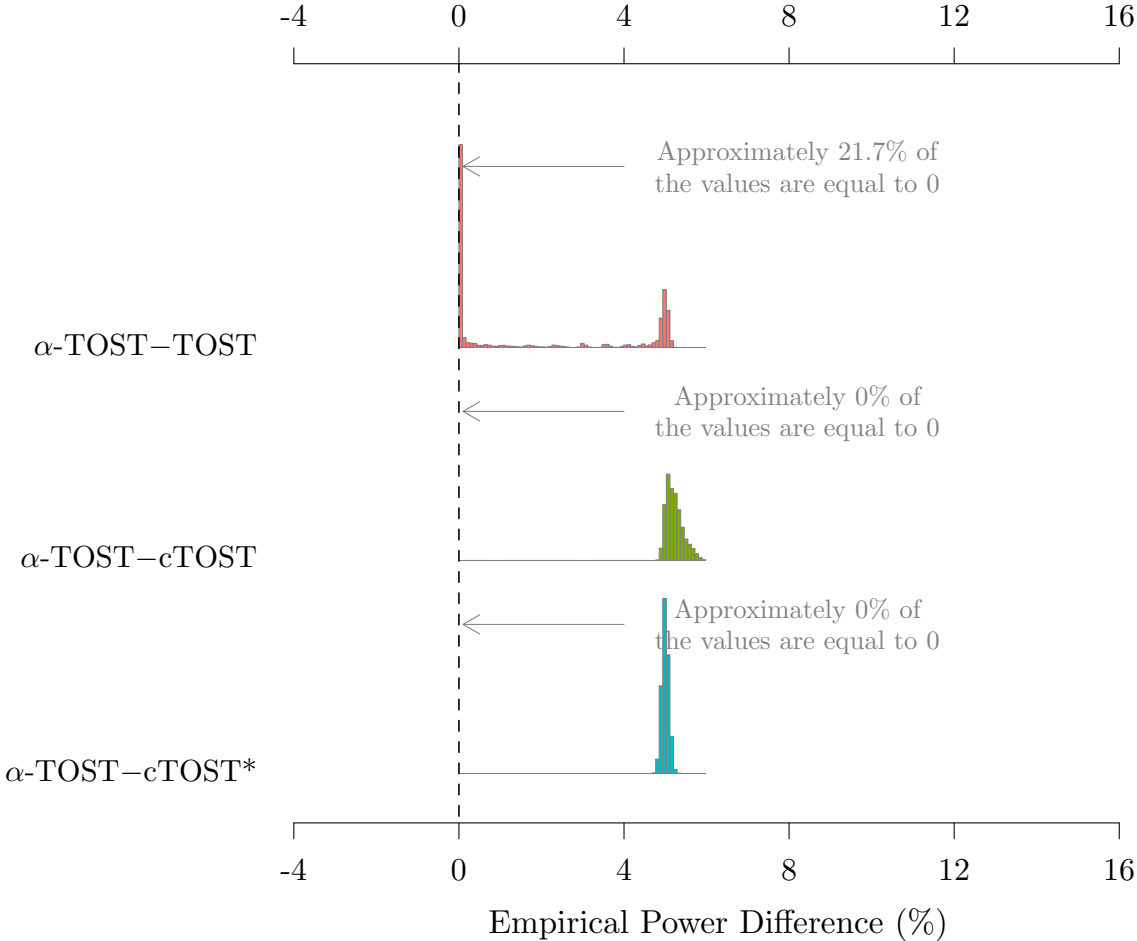 -4 0 4 8 12 16
Approximately 21.7% of
the values are equal to 0
α-TOST−TOST
Approximately 0% of
the values are equal to 0
α-TOST−cTOST
Approximately 0% of
the values are equal to 0
α-TOST−cTOST*
-4 0 4 8 12 16
Empirical Power Difference (%)